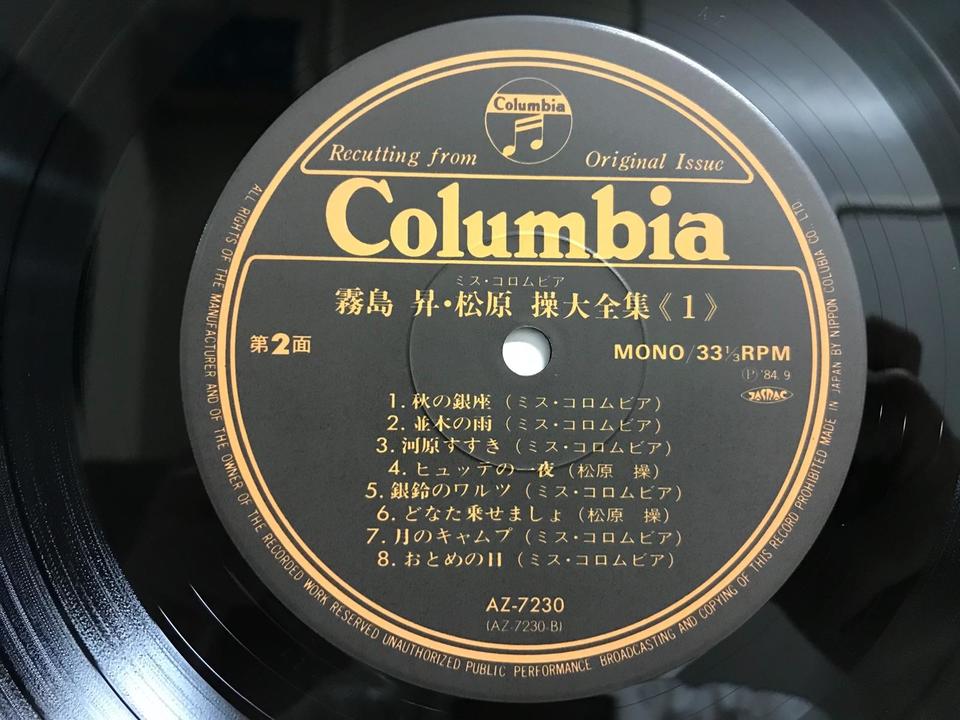 Columbia
Recutting from Original Issue
Columbia
ミス・コロムビア
霧島 昇・松原 操大全集《1》
第2面
MONO/33⅓RPM
Ⓟ'84.9
JASRAC
1. 秋の銀座（ミス・コロムビア）
2. 並木の雨（ミス・コロムビア）
3. 河原すすき（ミス・コロムビア）
4. ヒュッテの一夜（松原 操）
5. 銀鈴のワルツ（ミス・コロムビア）
6. どなた乗せましょ（松原 操）
7. 月のキャムプ（ミス・コロムビア）
8. おとめの日（ミス・コロムビア）
AZ-7230
(AZ-7230-B)
ALL RIGHTS OF THE MANUFACTURER AND OF THE OWNER OF THE RECORDED WORK RESERVED UNAUTHORIZED PUBLIC PERFORMANCE BROADCASTING AND COPYING OF THIS RECORD PROHIBITED MADE IN JAPAN BY NIPPON COLUBIA CO. LTD.